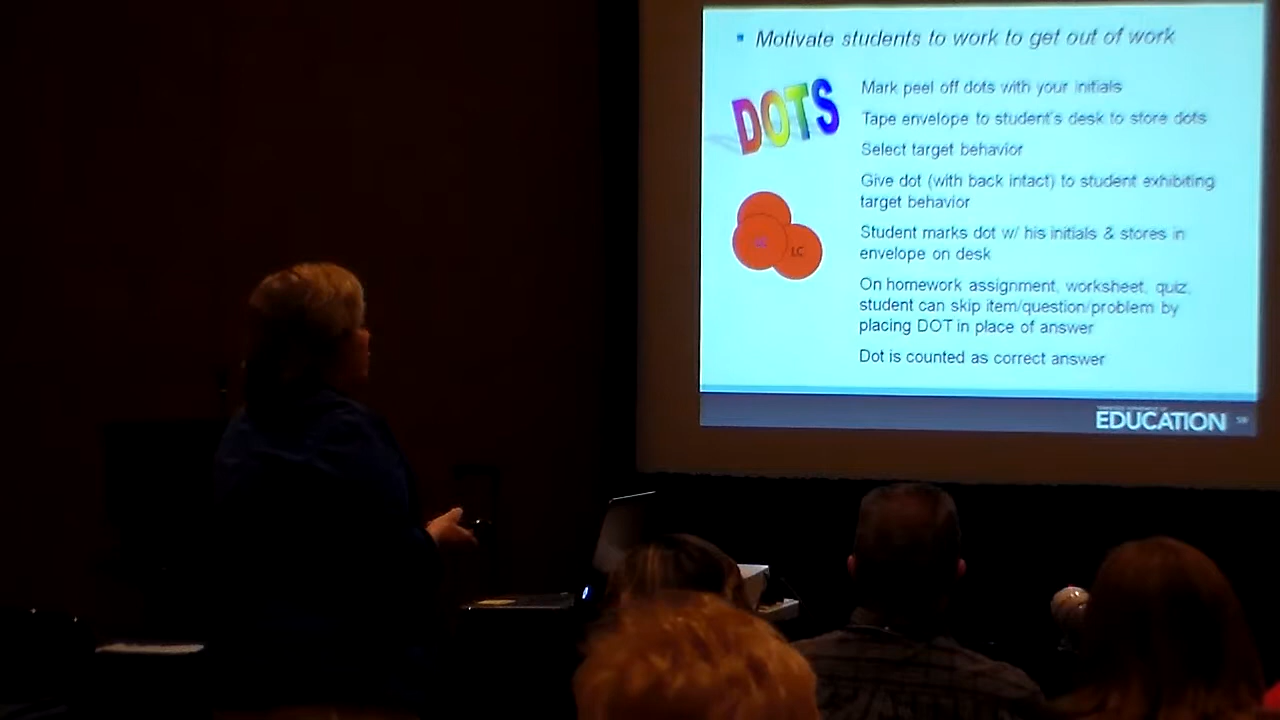 Motivate students to work to get out of work
DOTS
Mark peel off dots with your initials
Tape envelope to student's desk to store dots
Select target behavior
Give dot (with back intact) to student exhibiting
target behavior
Student marks dot w/ his initials & stores in
envelope on desk
LC
On homework assignment, worksheet, quiz,
student can skip item/question/problem by
placing DOT in place of answer
Dot is counted as correct answer
EDUCATION